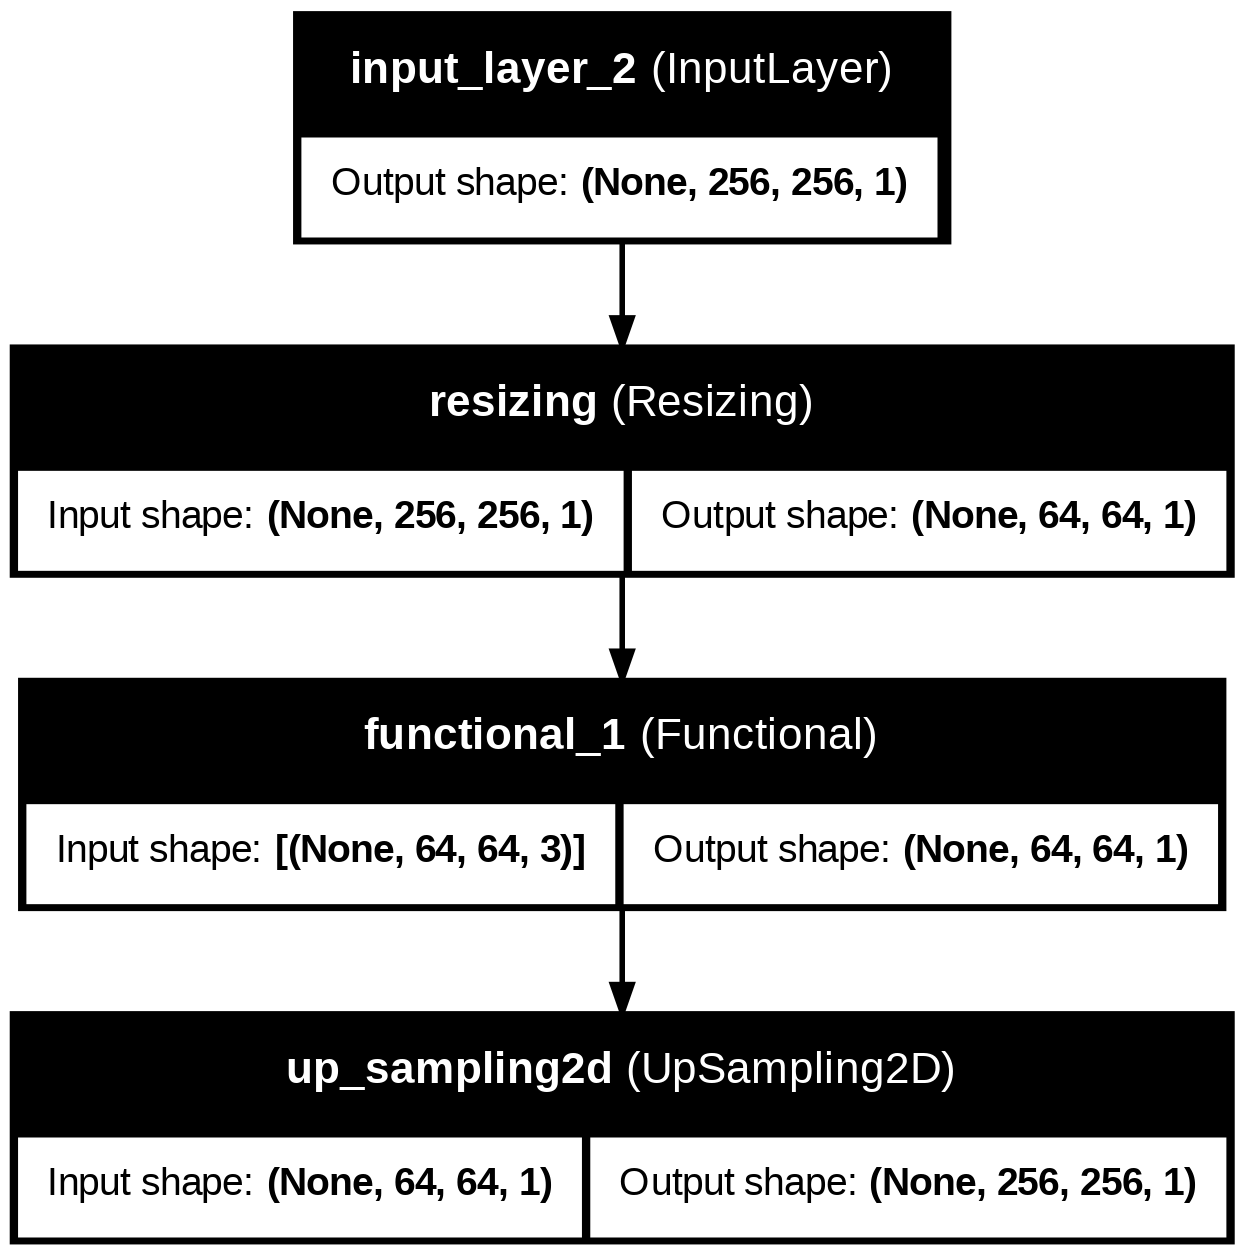 input_layer_2 (InputLayer)
Output shape: (None, 256, 256, 1)
resizing (Resizing)
Input shape: (None, 256, 256, 1)
Output shape: (None, 64, 64, 1)
functional_1 (Functional)
Input shape: [(None, 64, 64, 3)]
Output shape: (None, 64, 64, 1)
up_sampling2d (UpSampling2D)
Input shape: (None, 64, 64, 1)
Output shape: (None, 256, 256, 1)